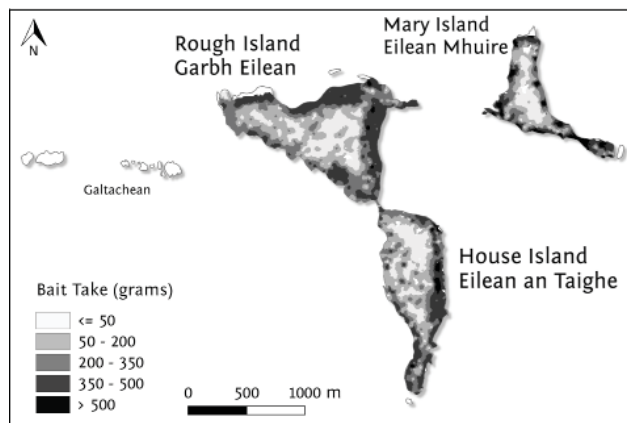 N
Rough Island
Garbh Eilean
Mary Island
Eilean Mhuire
Galtachean
House Island
Eilean an Taighe
Bait Take (grams)
<= 50
50 - 200
200 - 350
350 - 500
> 500
0 500 1000 m